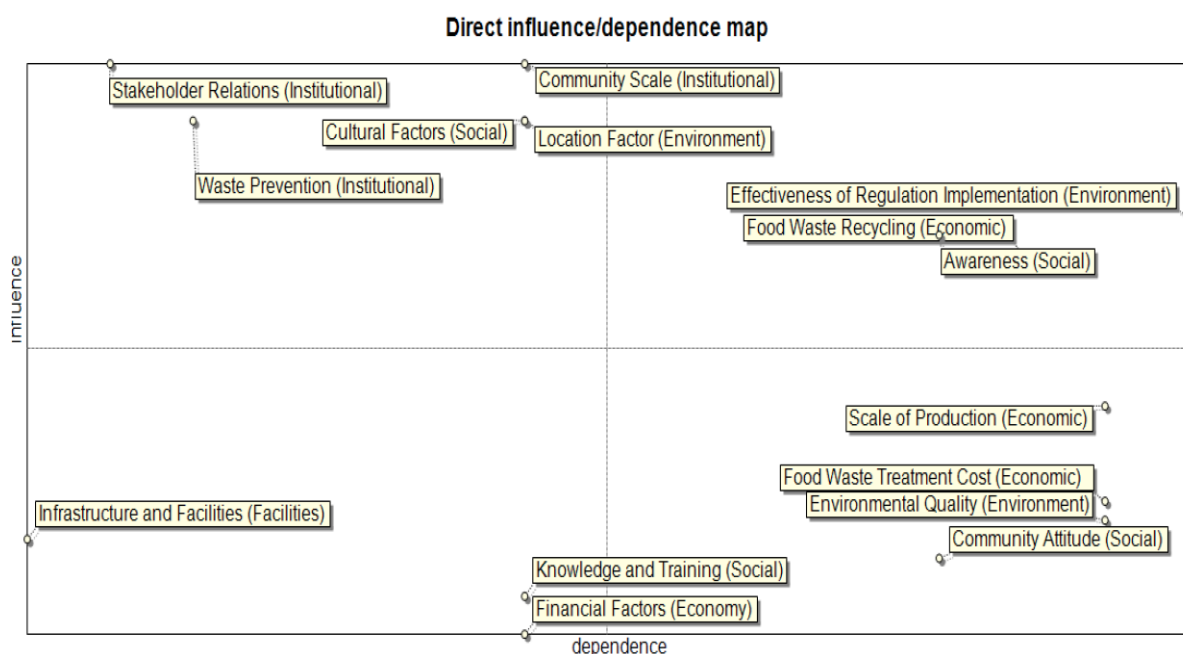 Direct influence/dependence map
Community Scale (Institutional)
Stakeholder Relations (Institutional)
Cultural Factors (Social)
Location Factor (Environment)
Waste Prevention (Institutional)
Effectiveness of Regulation Implementation (Environment)
Food Waste Recycling (Economic)
Awareness (Social)
influence
Scale of Production (Economic)
Food Waste Treatment Cost (Economic)
Environmental Quality (Environment)
Infrastructure and Facilities (Facilities)
Community Attitude (Social)
Knowledge and Training (Social)
Financial Factors (Economy)
dependence